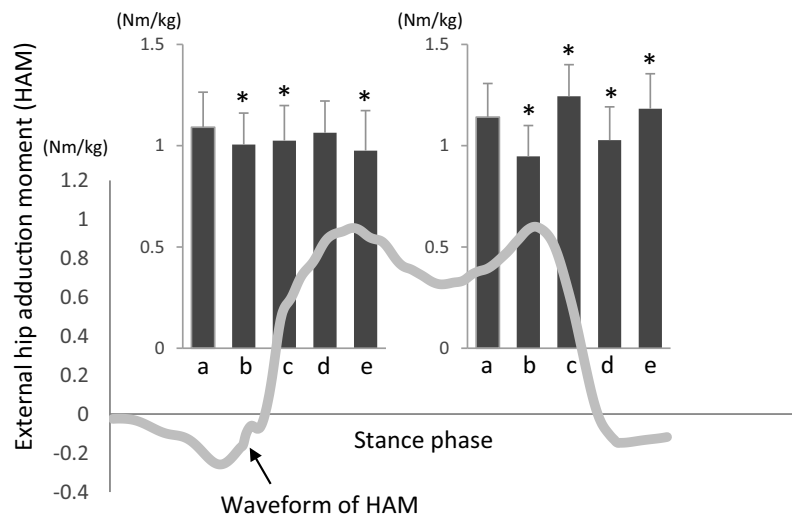 (Nm/kg)
1.5
1
0.5
0
* * *
a b c d e
(Nm/kg)
1.5
1
0.5
0
* * * *
a b c d e
External hip adduction moment (HAM)
(Nm/kg)
1.2
1
0.8
0.6
0.4
0.2
0
-0.2
-0.4
Stance phase
Waveform of HAM